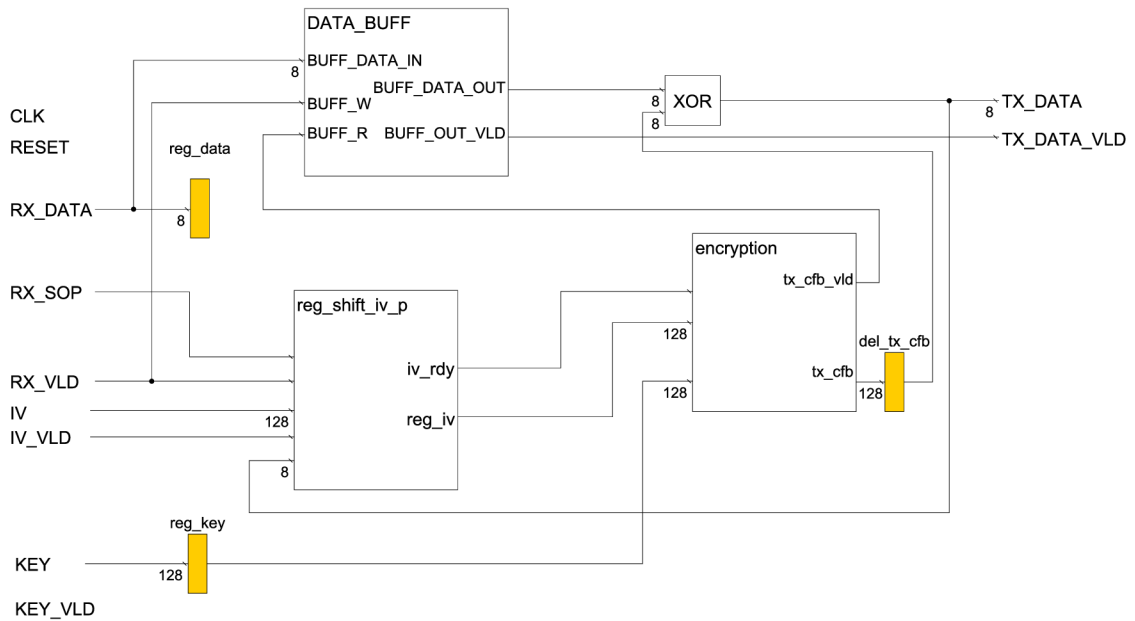 DATA_BUFF
BUFF_DATA_IN
8
BUFF_DATA_OUT
BUFF_W
BUFF_R
BUFF_OUT_VLD
8
8
XOR
8
TX_DATA
TX_DATA_VLD
CLK
RESET
reg_data
RX_DATA
8
encryption
tx_cfb_vld
RX_SOP
reg_shift_iv_p
128
del_tx_cfb
iv_rdy
tx_cfb
RX_VLD
128
128
IV
128
reg_iv
IV_VLD
8
reg_key
KEY
128
KEY_VLD